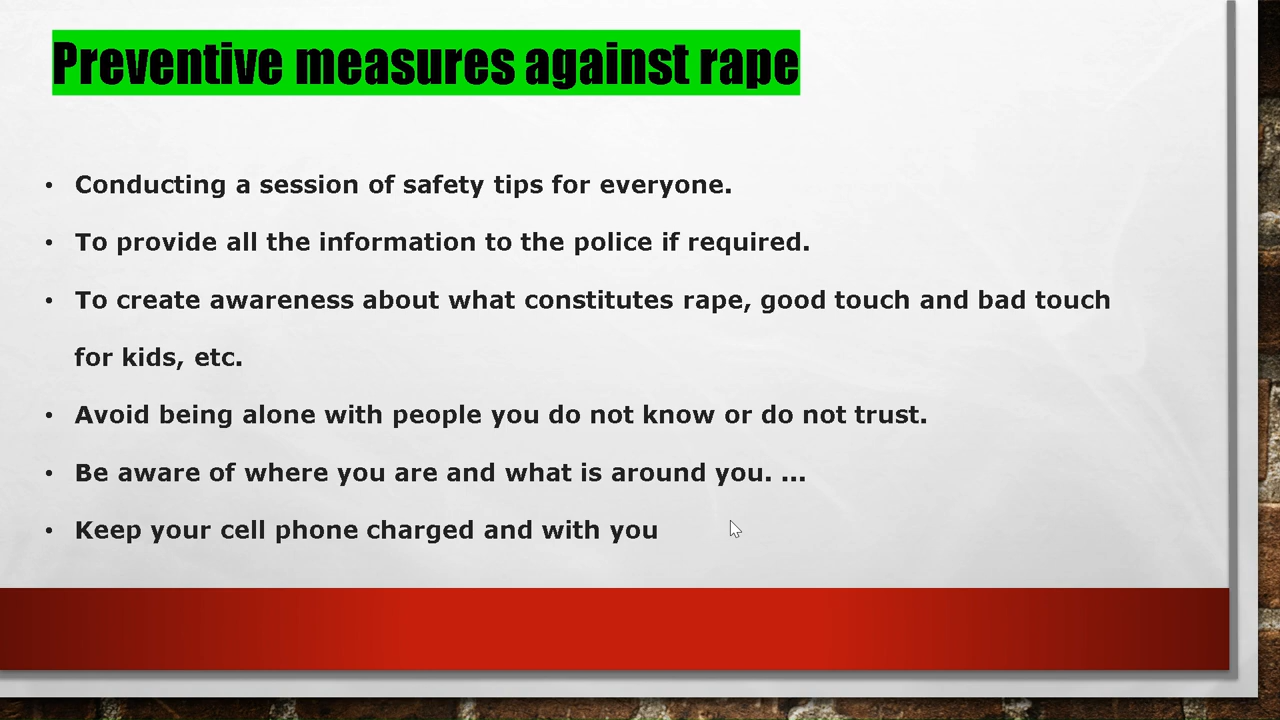 Preventive measures against rape
• Conducting a session of safety tips for everyone.
• To provide all the information to the police if required.
• To create awareness about what constitutes rape, good touch and bad touch
for kids, etc.
• Avoid being alone with people you do not know or do not trust.
• Be aware of where you are and what is around you. ...
• Keep your cell phone charged and with you